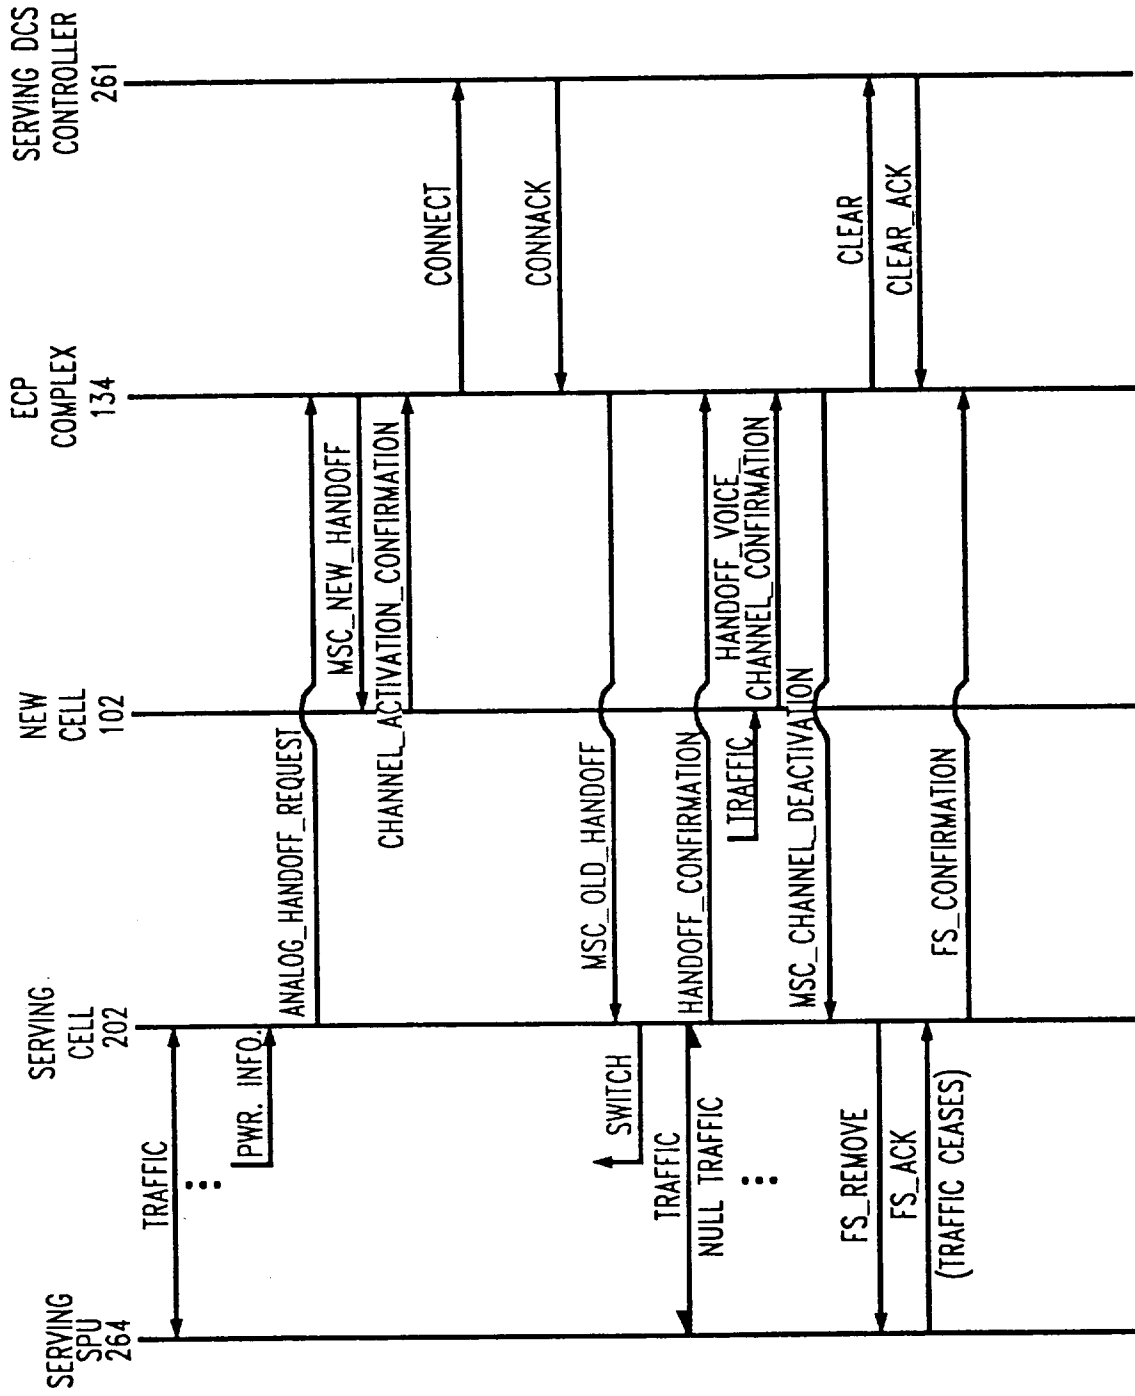 SERVING
SPU
264
SERVING
CELL
202
NEW
CELL
102
ECP
COMPLEX
134
SERVING DCS
CONTROLLER
261
TRAFFIC
PWR. INFO.
ANALOG_HANDOFF_REQUEST
MSC_NEW_HANDOFF
CHANNEL_ACTIVATION_CONFIRMATION
CONNECT
CONNACK
MSC_OLD_HANDOFF
SWITCH
TRAFFIC
NULL TRAFFIC
HANDOFF_CONFIRMATION
TRAFFIC
HANDOFF_VOICE_
CHANNEL_CONFIRMATION
MSC_CHANNEL_DEACTIVATION
CLEAR
FS_REMOVE
CLEAR_ACK
FS_ACK
(TRAFFIC CEASES)
FS_CONFIRMATION